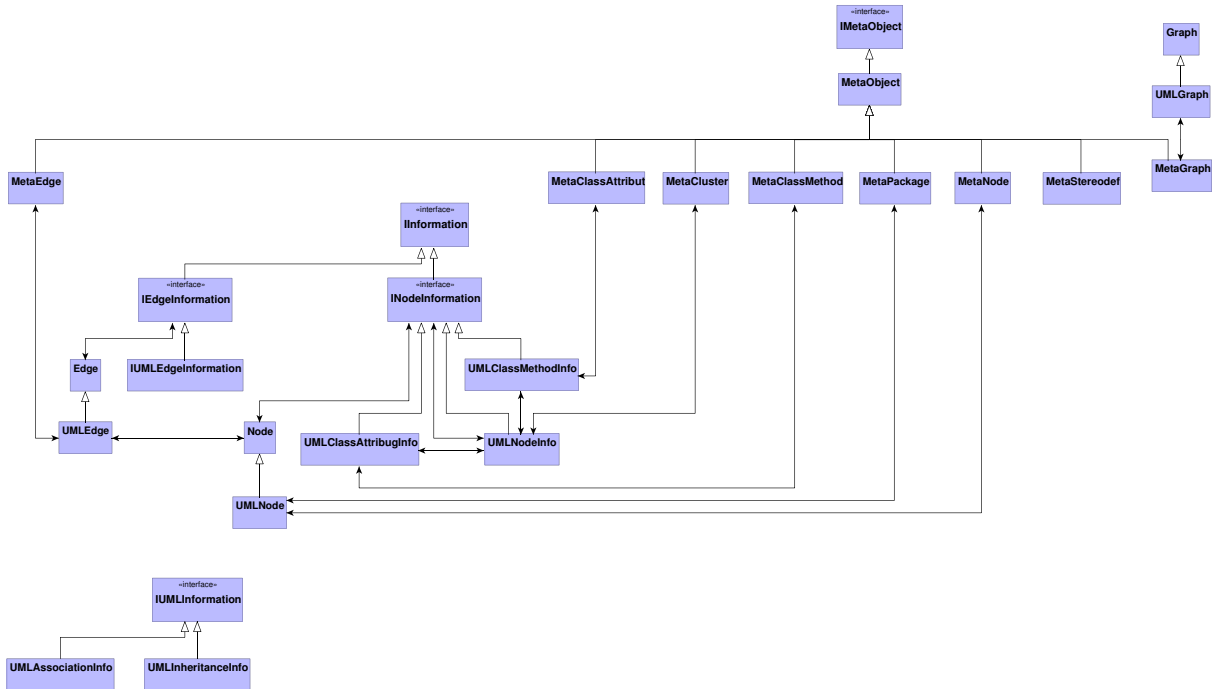 «interface»
IMetaObject
Graph
MetaObject
UMLGraph
MetaEdge
MetaClassAttribut
MetaCluster
MetaClassMethod
MetaPackage
MetaNode
MetaStereodef
MetaGraph
«interface»
IInformation
«interface»
IEdgeInformation
«interface»
INodeInformation
Edge
IUMLEdgeInformation
UMLClassMethodInfo
UMLEdge
Node
UMLClassAttribugInfo
UMLNodeInfo
UMLNode
«interface»
IUMLInformation
UMLAssociationInfo
UMLInheritanceInfo